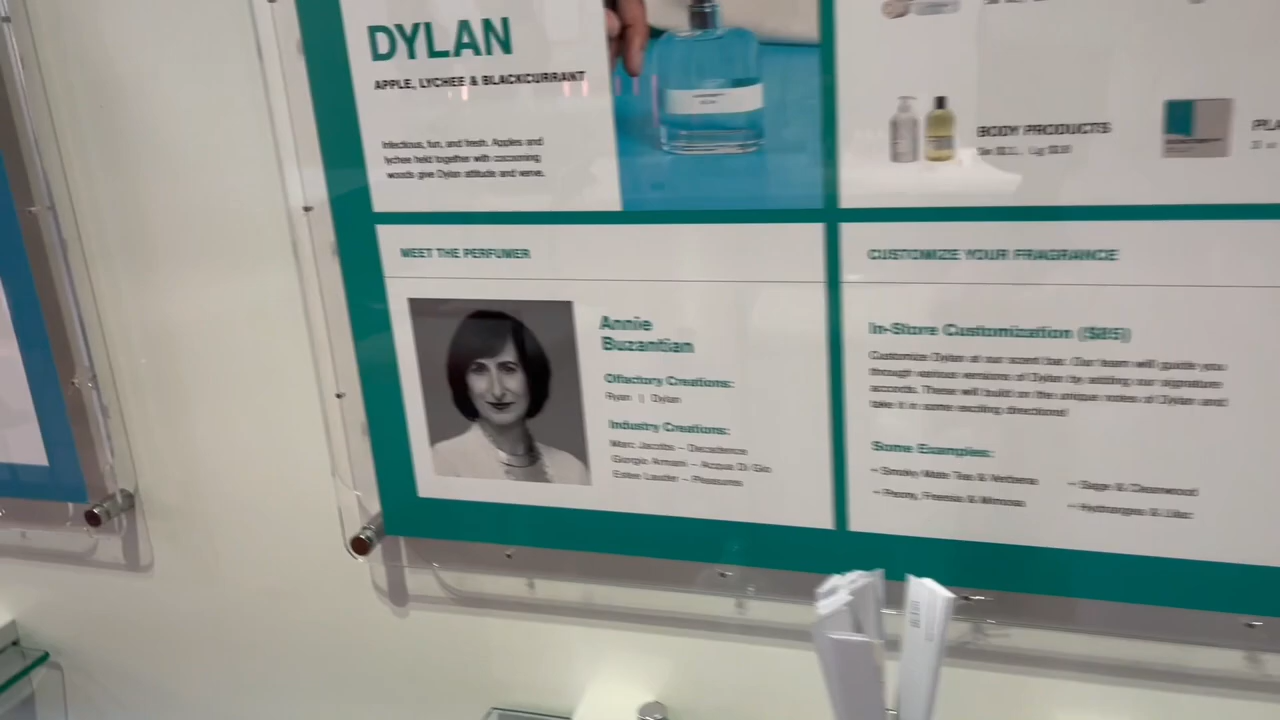 DYLAN
APPLE, LYCHEE & BLACKCURRANT
Infectious, fun, and fresh. Apples and
lychee held together with cocooning
woods give Dylan attitude and verve.
BODY PRODUCTS
MEET THE PERFUMER
Annie
Buzantian
Olfactory Creations:
Ryan || Dylan
Industry Creations:
Marc Jacobs – Decadence
Giorgio Armani – Acqua Di Gio
Estee Lauder – Pleasures
CUSTOMIZE YOUR FRAGRANCE
In-Store Customization ($85)
Customize Dylan at our scent bar. Our team will guide you
through various versions of Dylan by adding our signature
accords. These will build on the unique notes of Dylan and
take it in some exciting directions!
Some Examples:
• Smoky Mate Tea & Verbena
• Sage & Clearwood
• Peony, Freesia & Mimosa
• Hydrangea & Lilac